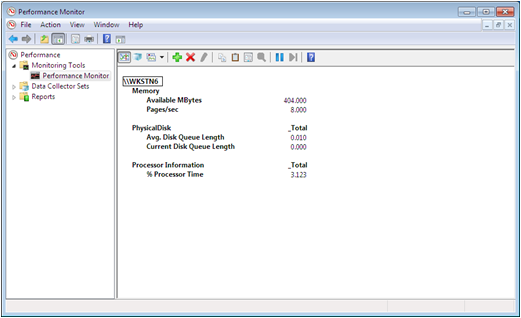 Performance Monitor
File Action View Window Help
Performance
Monitoring Tools
Performance Monitor
Data Collector Sets
Reports
\\WKSTN6
Memory
Available MBytes 404.000
Pages/sec 8.000
PhysicalDisk _Total
Avg. Disk Queue Length 0.010
Current Disk Queue Length 0.000
Processor Information _Total
% Processor Time 3.123